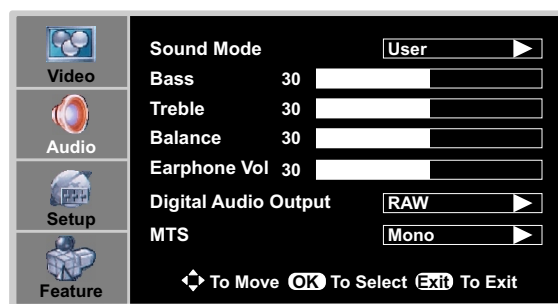 Video
Audio
Setup
Feature
Sound Mode User
Bass 30
Treble 30
Balance 30
Earphone Vol 30
Digital Audio Output RAW
MTS Mono
To Move OK To Select Exit To Exit